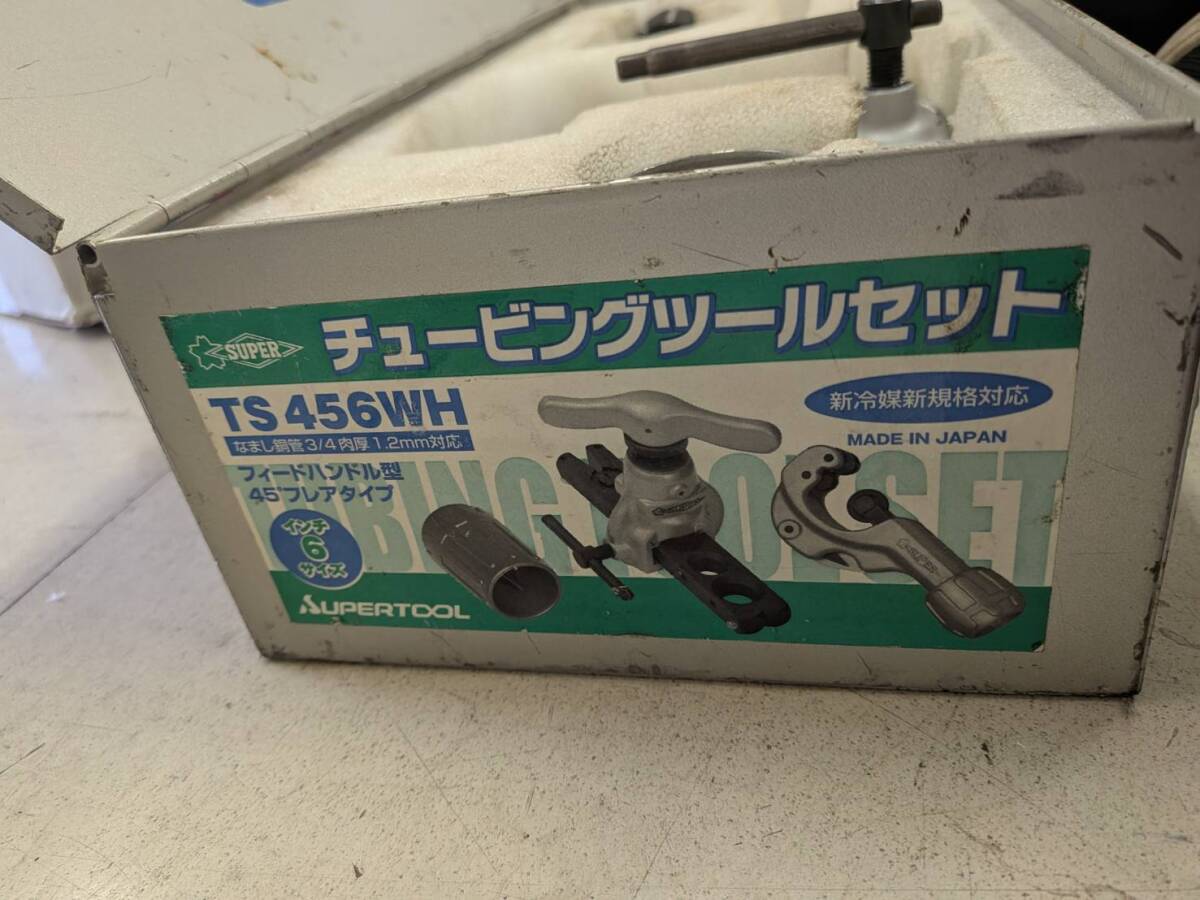 SUPER
チュービングツールセット
TS 456WH
なまし銅管3/4肉厚1.2mm対応
フィードハンドル型
45°フレアタイプ
インチ
6
サイズ
新冷媒新規格対応
MADE IN JAPAN
SUPERTOOL